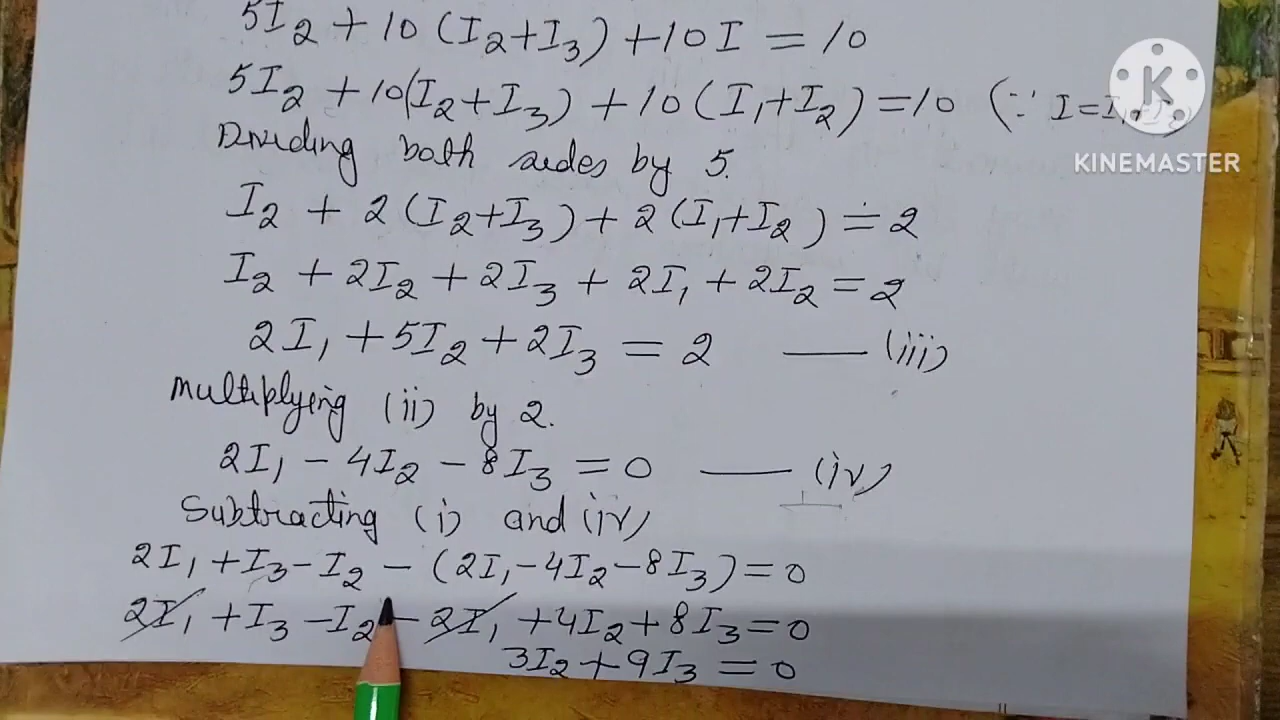 5I₂ + 10 (I₂+I₃) + 10I = 10
5I₂ + 10(I₂+I₃) + 10(I₁+I₂) = 10 (∵ I=I₁
KINEMASTER
Dividing both sides by 5.
I₂ + 2(I₂+I₃) + 2(I₁+I₂) = 2
I₂ + 2I₂ + 2I₃ + 2I₁ + 2I₂ = 2
2I₁ + 5I₂ + 2I₃ = 2 —— (iii)
Multiplying (ii) by 2.
2I₁ - 4I₂ - 8I₃ = 0 —— (iv)
Subtracting (i) and (iv)
2I₁ + I₃ - I₂ - (2I₁ - 4I₂ - 8I₃) = 0
2I₁ + I₃ - I₂ - 2I₁ + 4I₂ + 8I₃ = 0
3I₂ + 9I₃ = 0